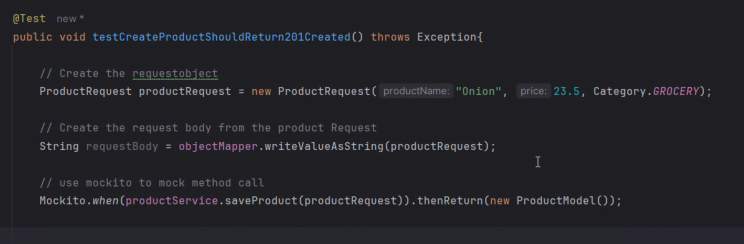 @Test new *
public void testCreateProductShouldReturn201Created() throws Exception{
// Create the requestobject
ProductRequest productRequest = new ProductRequest( productName: "Onion", price: 23.5, Category.GROCERY);
// Create the request body from the product Request
String requestBody = objectMapper.writeValueAsString(productRequest);
// use mockito to mock method call
Mockito.when(productService.saveProduct(productRequest)).thenReturn(new ProductModel());